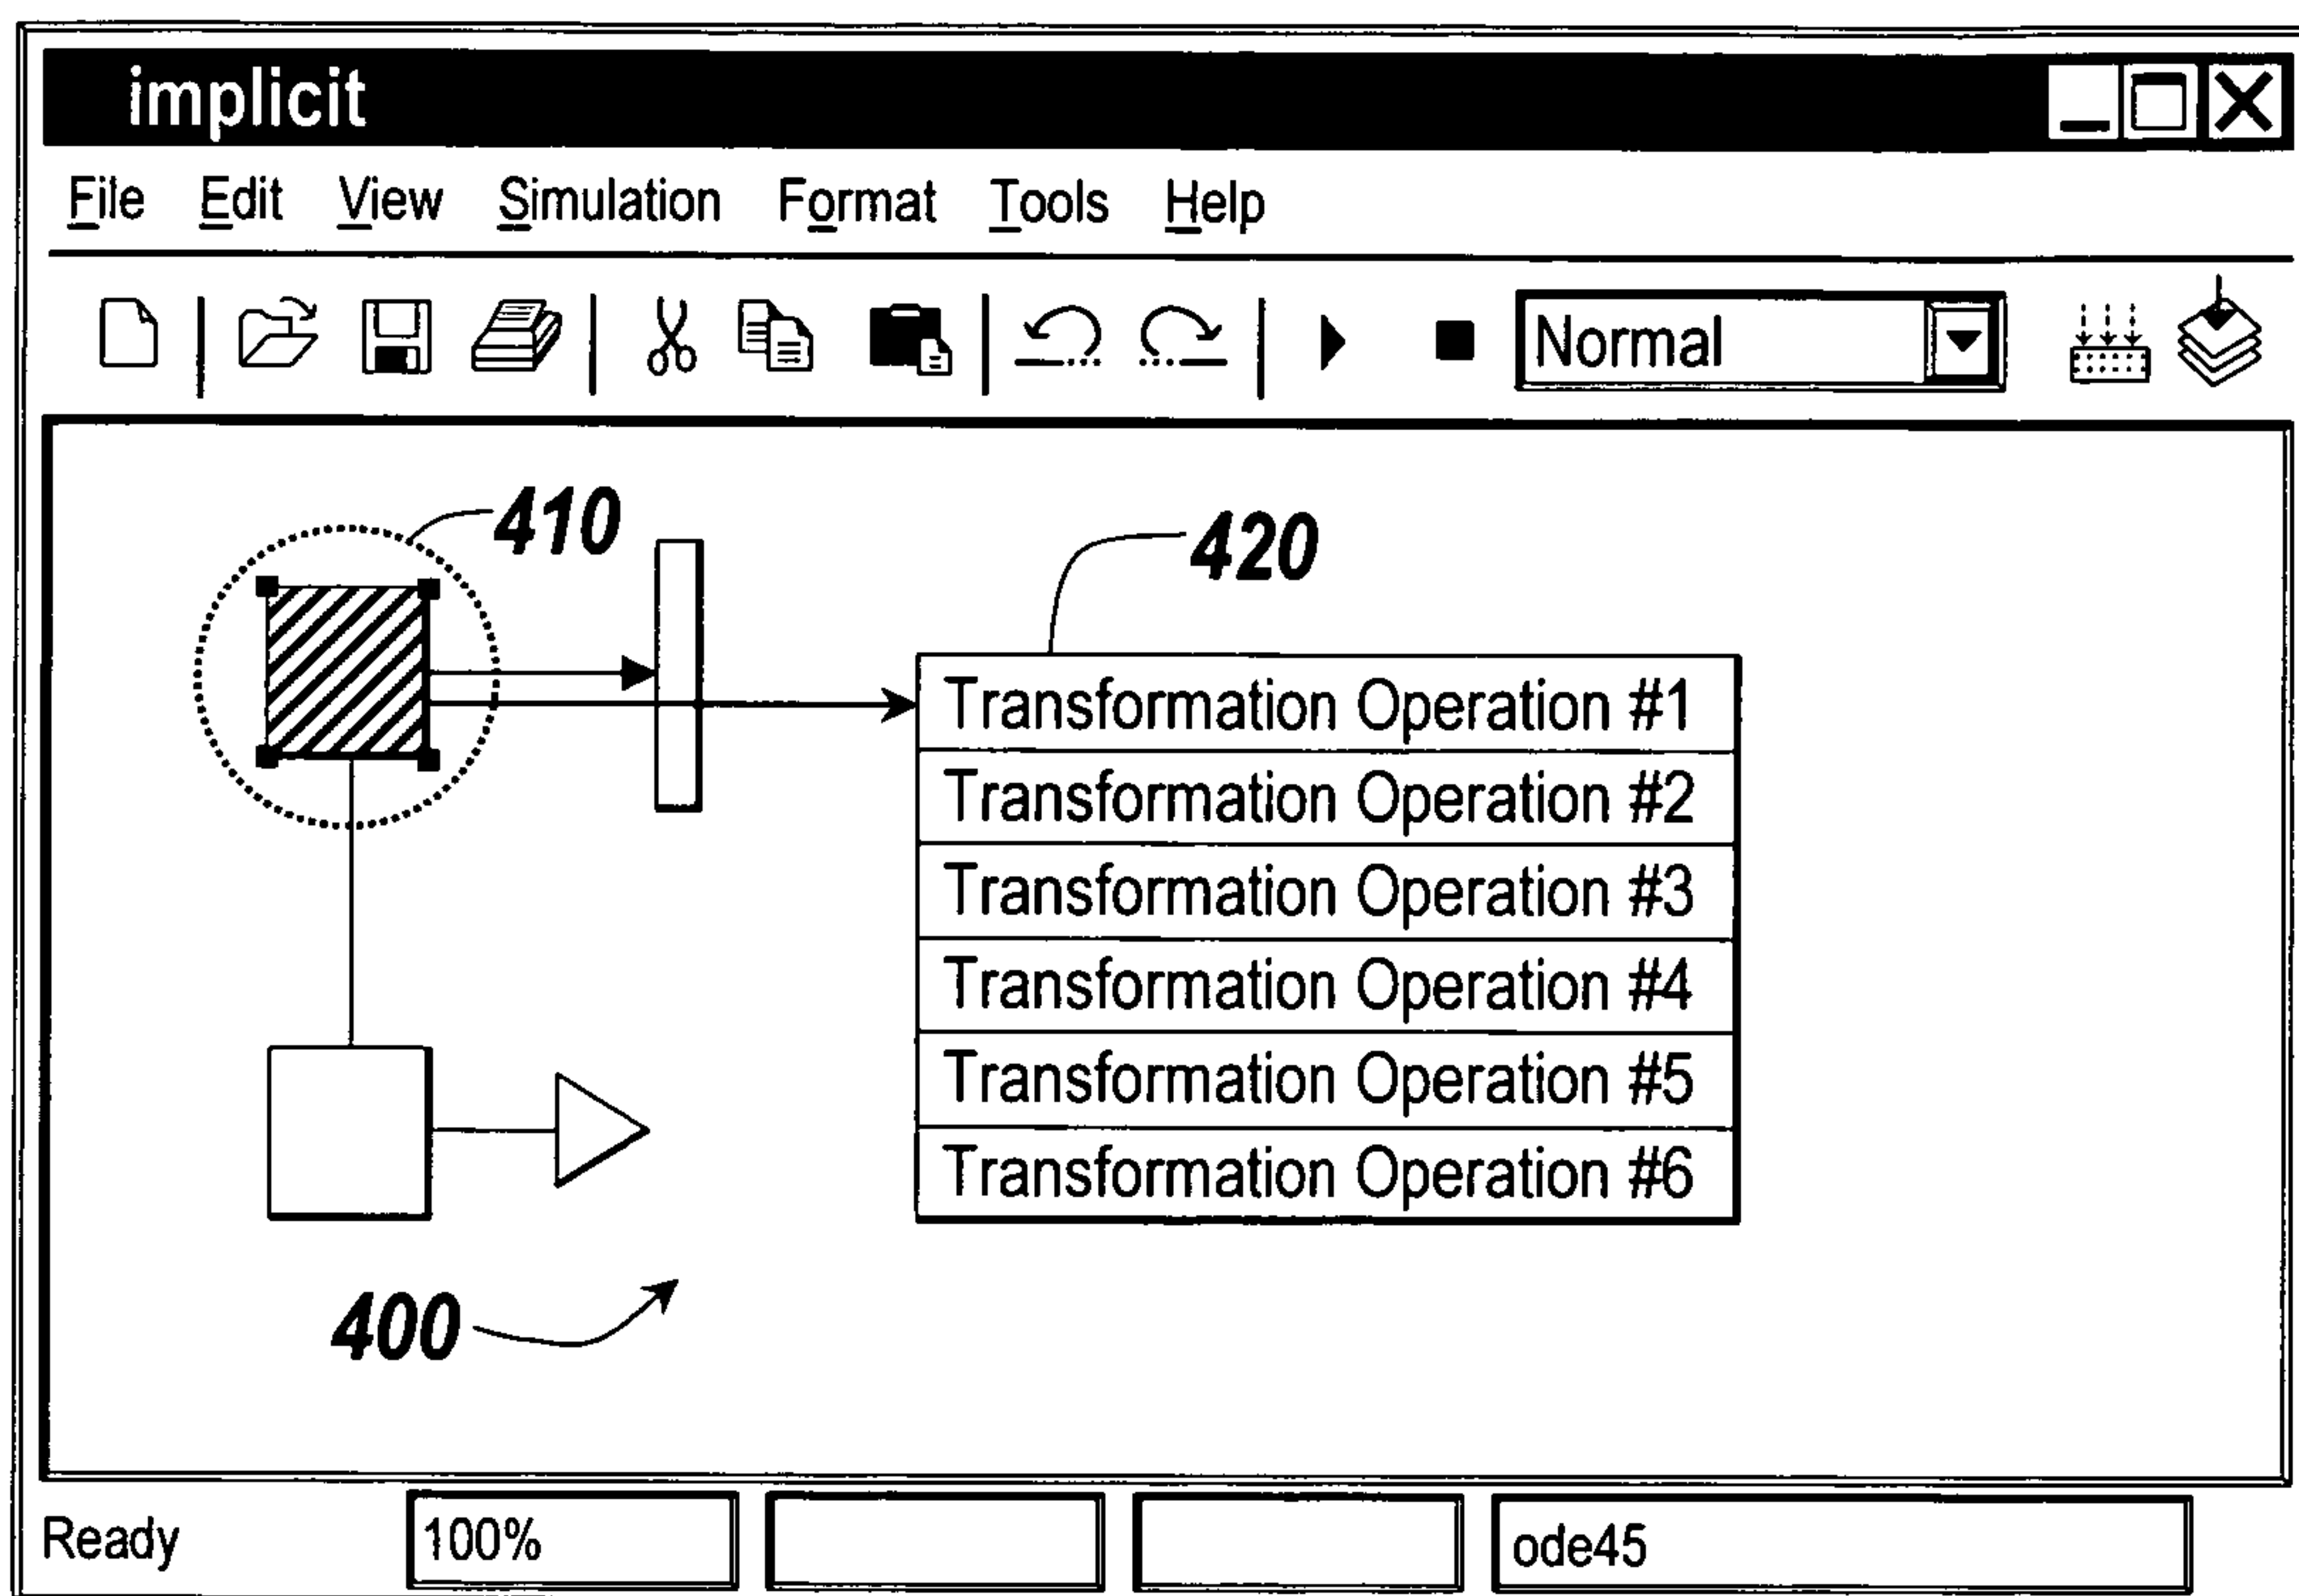 implicit
File Edit View Simulation Format Tools Help
Normal
410
420
Transformation Operation #1
Transformation Operation #2
Transformation Operation #3
Transformation Operation #4
Transformation Operation #5
Transformation Operation #6
400
Ready 100% ode45